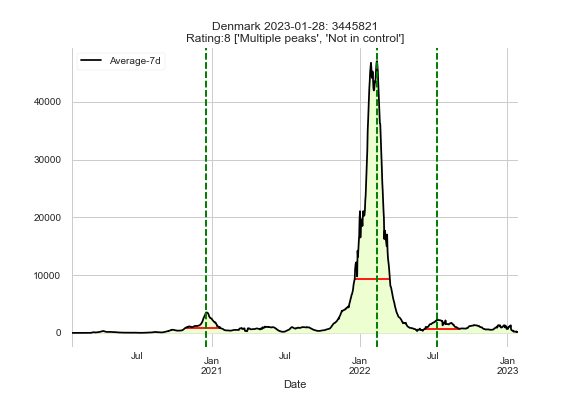 Denmark 2023-01-28: 3445821
Rating:8 ['Multiple peaks', 'Not in control']
Average-7d
40000
30000
20000
10000
0
Jul
Jan
2021
Jul
Jan
2022
Jul
Jan
2023
Date